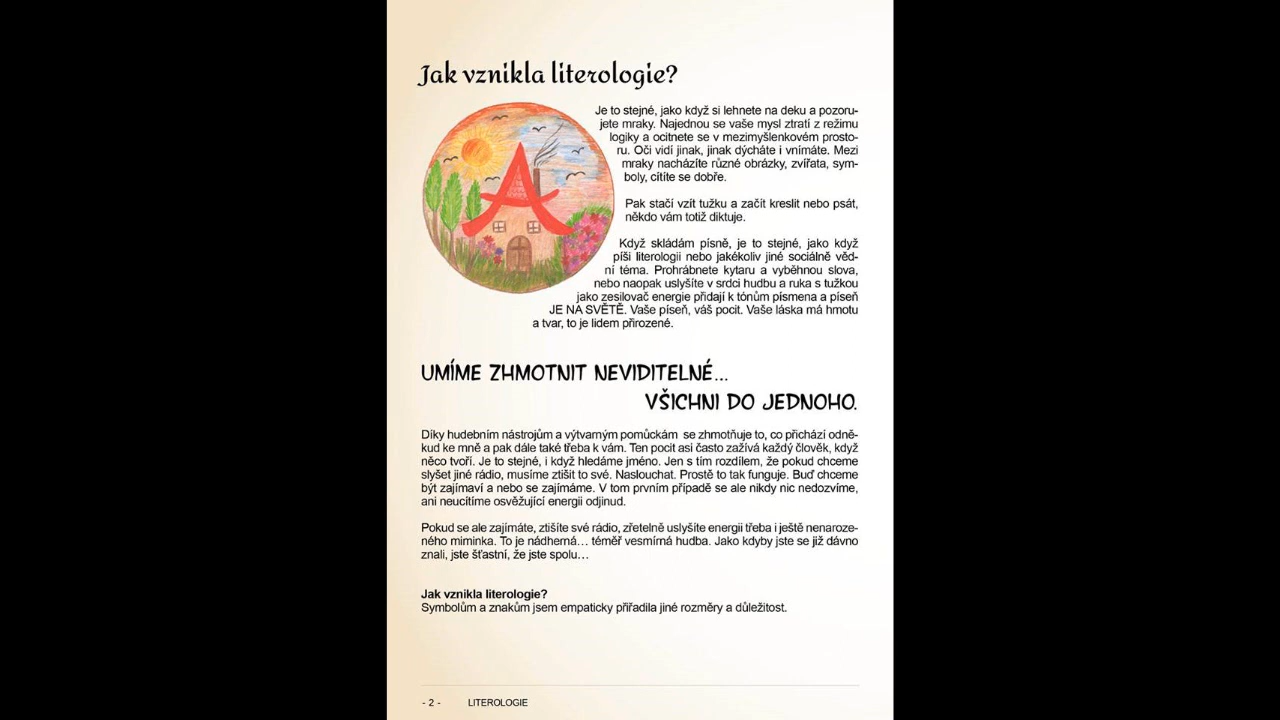 Jak vznikla literologie?
Je to stejné, jako když si lehnete na deku a pozoru-
jete mraky. Najednou se vaše mysl ztratí z režimu
logiky a ocitnete se v mezimyšlenkovém prosto-
ru. Oči vidí jinak, jinak dýcháte i vnímáte. Mezi
mraky nacházíte různé obrázky, zvířata, sym-
boly, cítíte se dobře.
Pak stačí vzít tužku a začít kreslit nebo psát,
někdo vám totiž diktuje.
Když skládám písně, je to stejné, jako když
píši literologii nebo jakékoliv jiné sociálně věd-
ní téma. Prohrábnete kytaru a vyběhnou slova,
nebo naopak uslyšíte v srdci hudbu a ruka s tužkou
jako zesilovač energie přidají k tónům písmena a píseň
JE NA SVĚTĚ. Vaše píseň, váš pocit. Vaše láska má hmotu
a tvar, to je lidem přirozené.
UMÍME ZHMOTNIT NEVIDITELNÉ...
VŠICHNI DO JEDNOHO.
Díky hudebním nástrojům a výtvarným pomůckám se zhmotňuje to, co přichází odně-
kud ke mně a pak dále také třeba k vám. Ten pocit asi často zažívá každý člověk, když
něco tvoří. Je to stejné, i když hledáme jméno. Jen s tím rozdílem, že pokud chceme
slyšet jiné rádio, musíme ztišit to své. Naslouchat. Prostě to tak funguje. Buď chceme
být zajímaví a nebo se zajímáme. V tom prvním případě se ale nikdy nic nedozvíme,
ani neucítíme osvěžující energii odjinud.
Pokud se ale zajímáte, ztišíte své rádio, zřetelně uslyšíte energii třeba i ještě nenaroze-
ného miminka. To je nádherná... téměř vesmírná hudba. Jako kdyby jste se již dávno
znali, jste šťastní, že jste spolu...
Jak vznikla literologie?
Symbolům a znakům jsem empaticky přiřadila jiné rozměry a důležitost.
- 2 - LITEROLOGIE